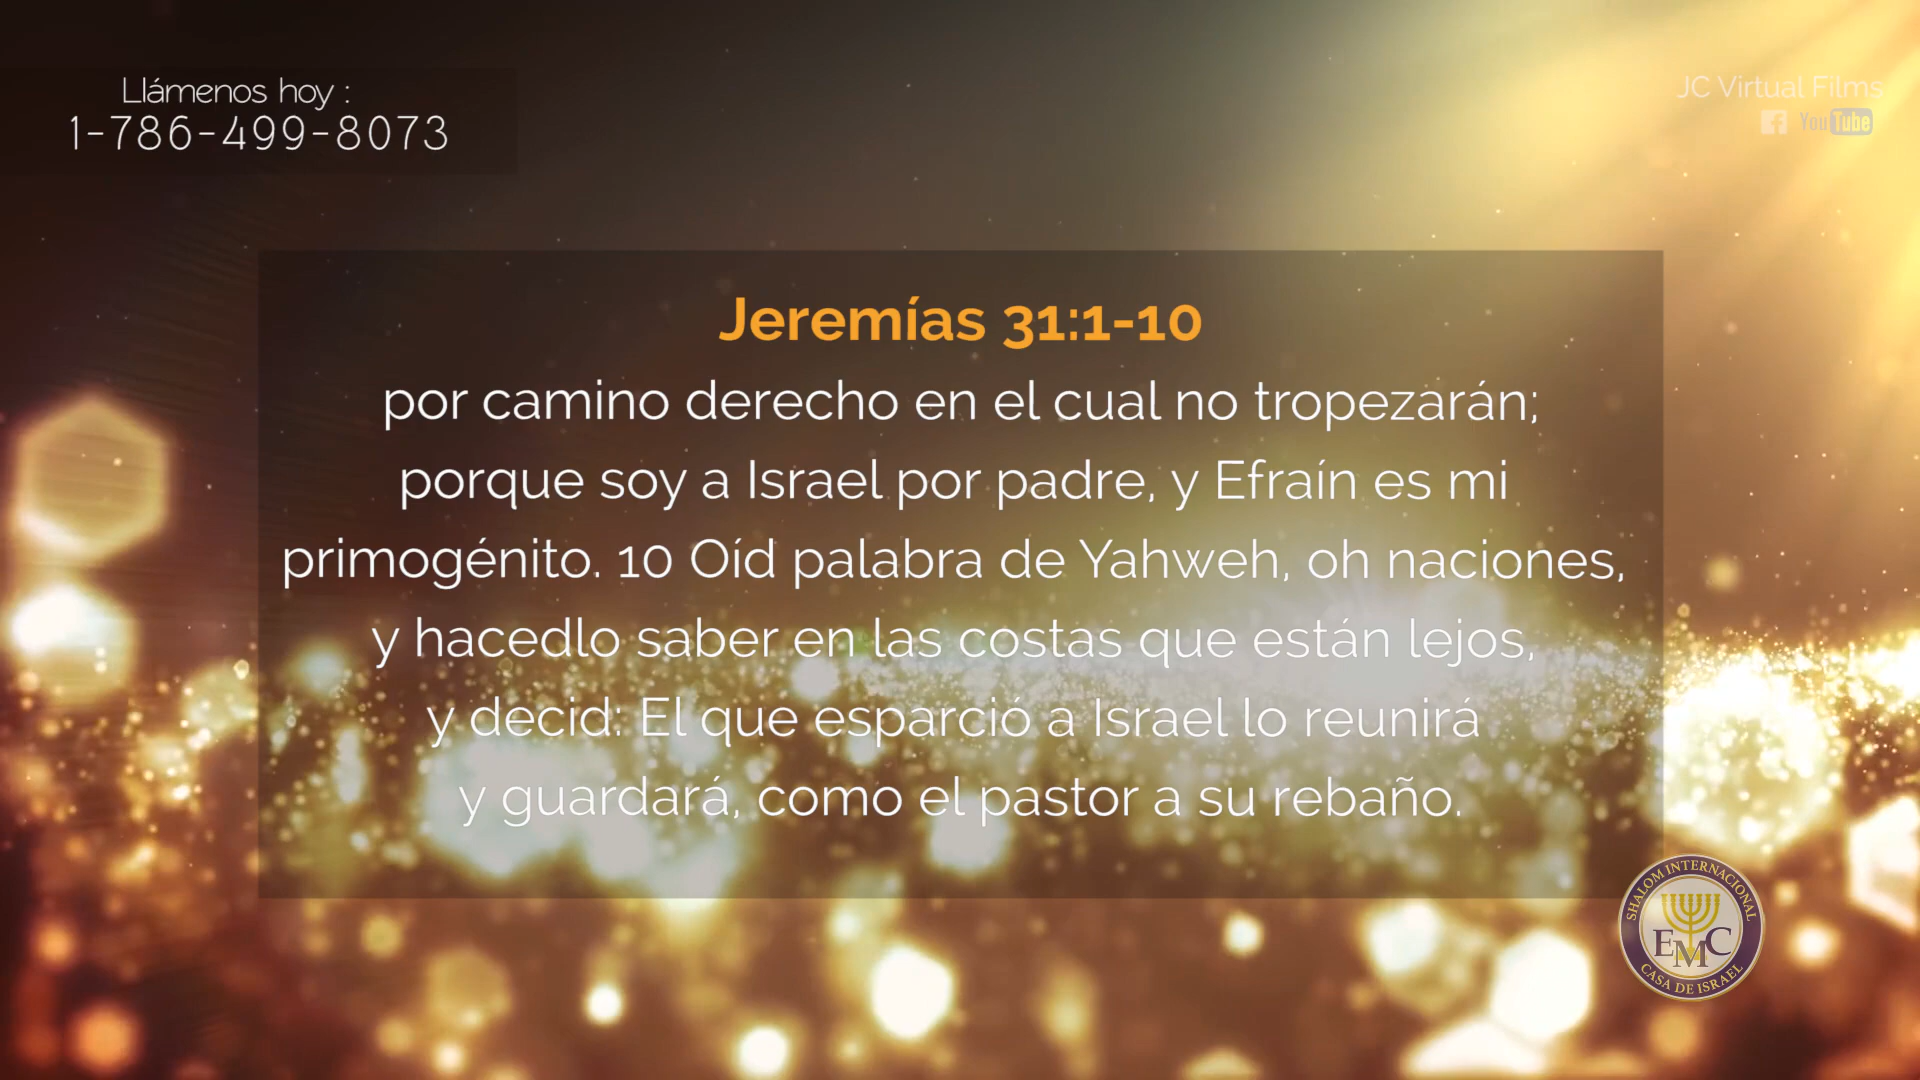 Llámenos hoy :
1-786-499-8073
JC Virtual Films
YouTube
Jeremías 31:1-10
por camino derecho en el cual no tropezarán;
porque soy a Israel por padre, y Efraín es mi
primogénito. 10 Oíd palabra de Yahweh, oh naciones,
y hacedlo saber en las costas que están lejos,
y decid: El que esparció a Israel lo reunirá
y guardará, como el pastor a su rebaño.
SHALOM INTERNACIONAL
EMC
CASA DE ISRAEL